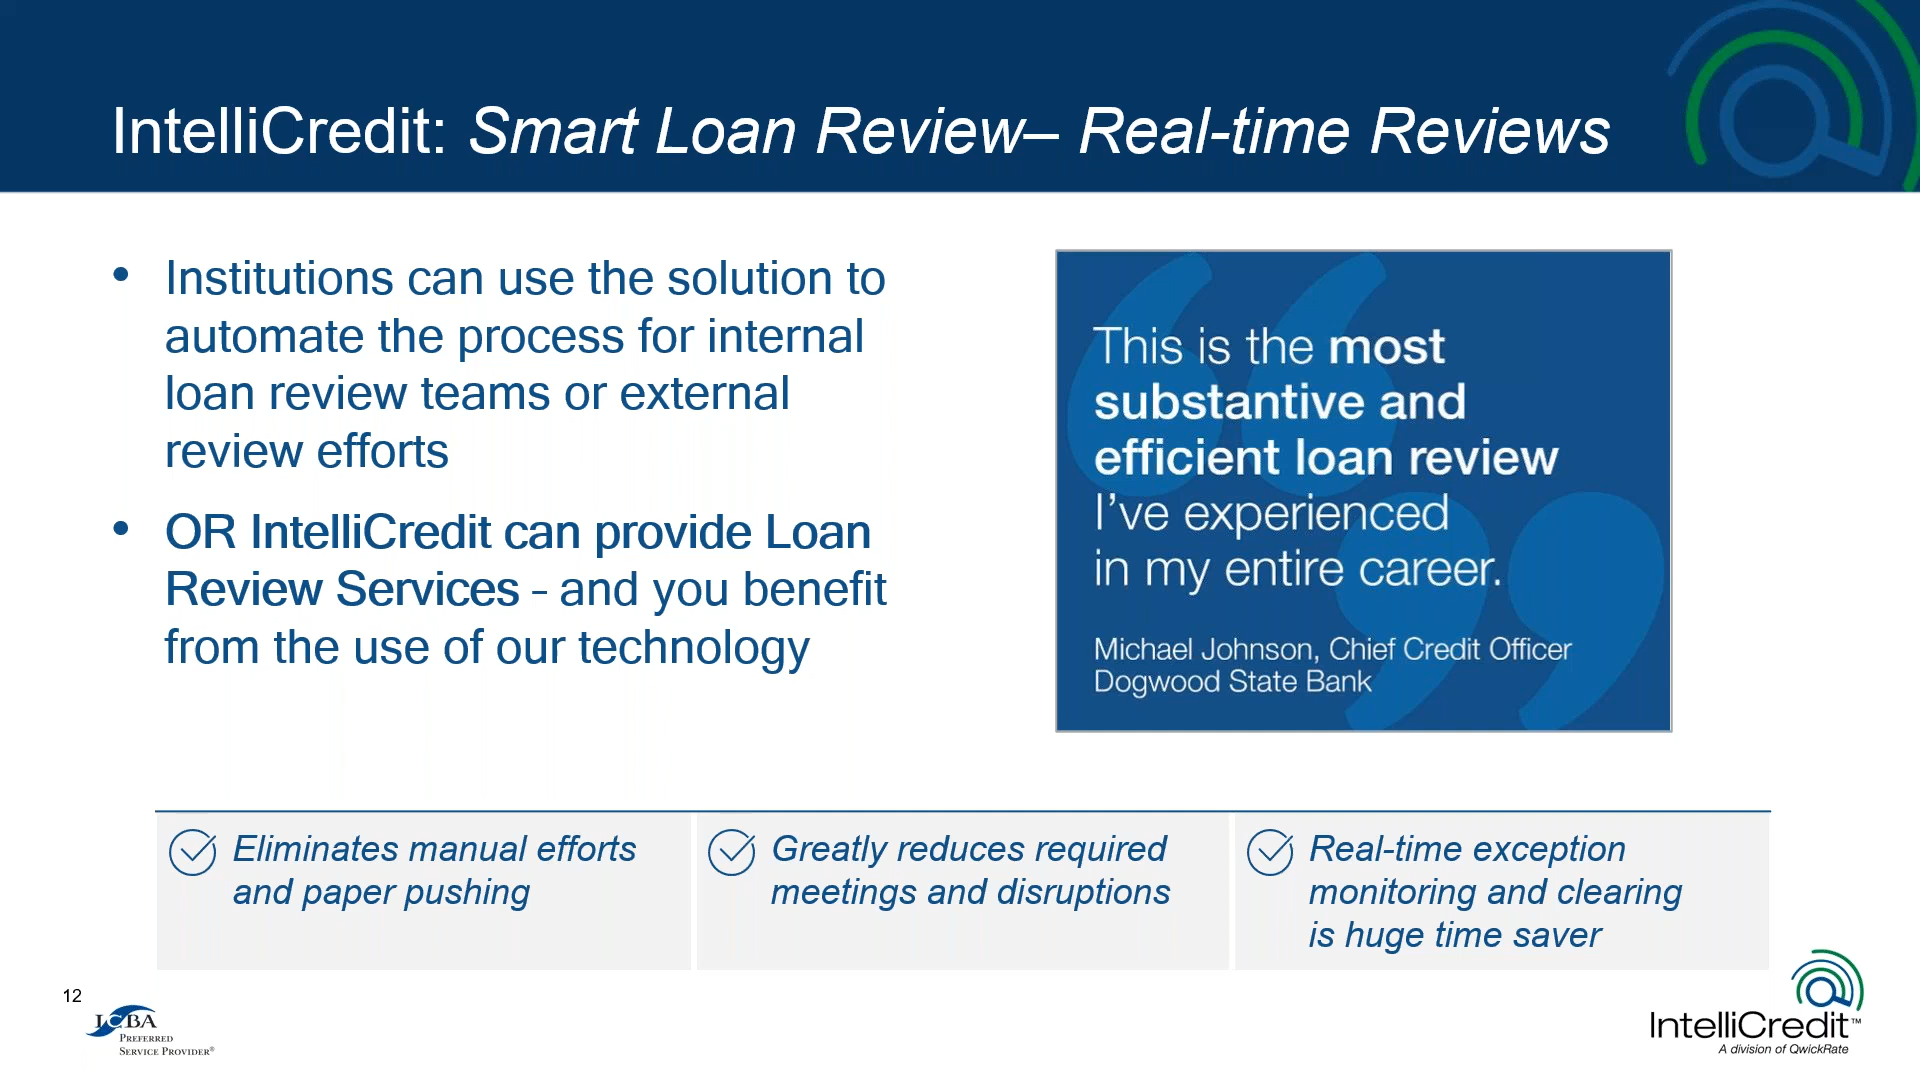 IntelliCredit: Smart Loan Review– Real-time Reviews
• Institutions can use the solution to
automate the process for internal
loan review teams or external
review efforts
• OR IntelliCredit can provide Loan
Review Services - and you benefit
from the use of our technology
This is the most
substantive and
efficient loan review
I’ve experienced
in my entire career.
Michael Johnson, Chief Credit Officer
Dogwood State Bank
Eliminates manual efforts
and paper pushing
Greatly reduces required
meetings and disruptions
Real-time exception
monitoring and clearing
is huge time saver
12
ICBA
PREFERRED
SERVICE PROVIDER®
IntelliCredit™
A division of QwickRate